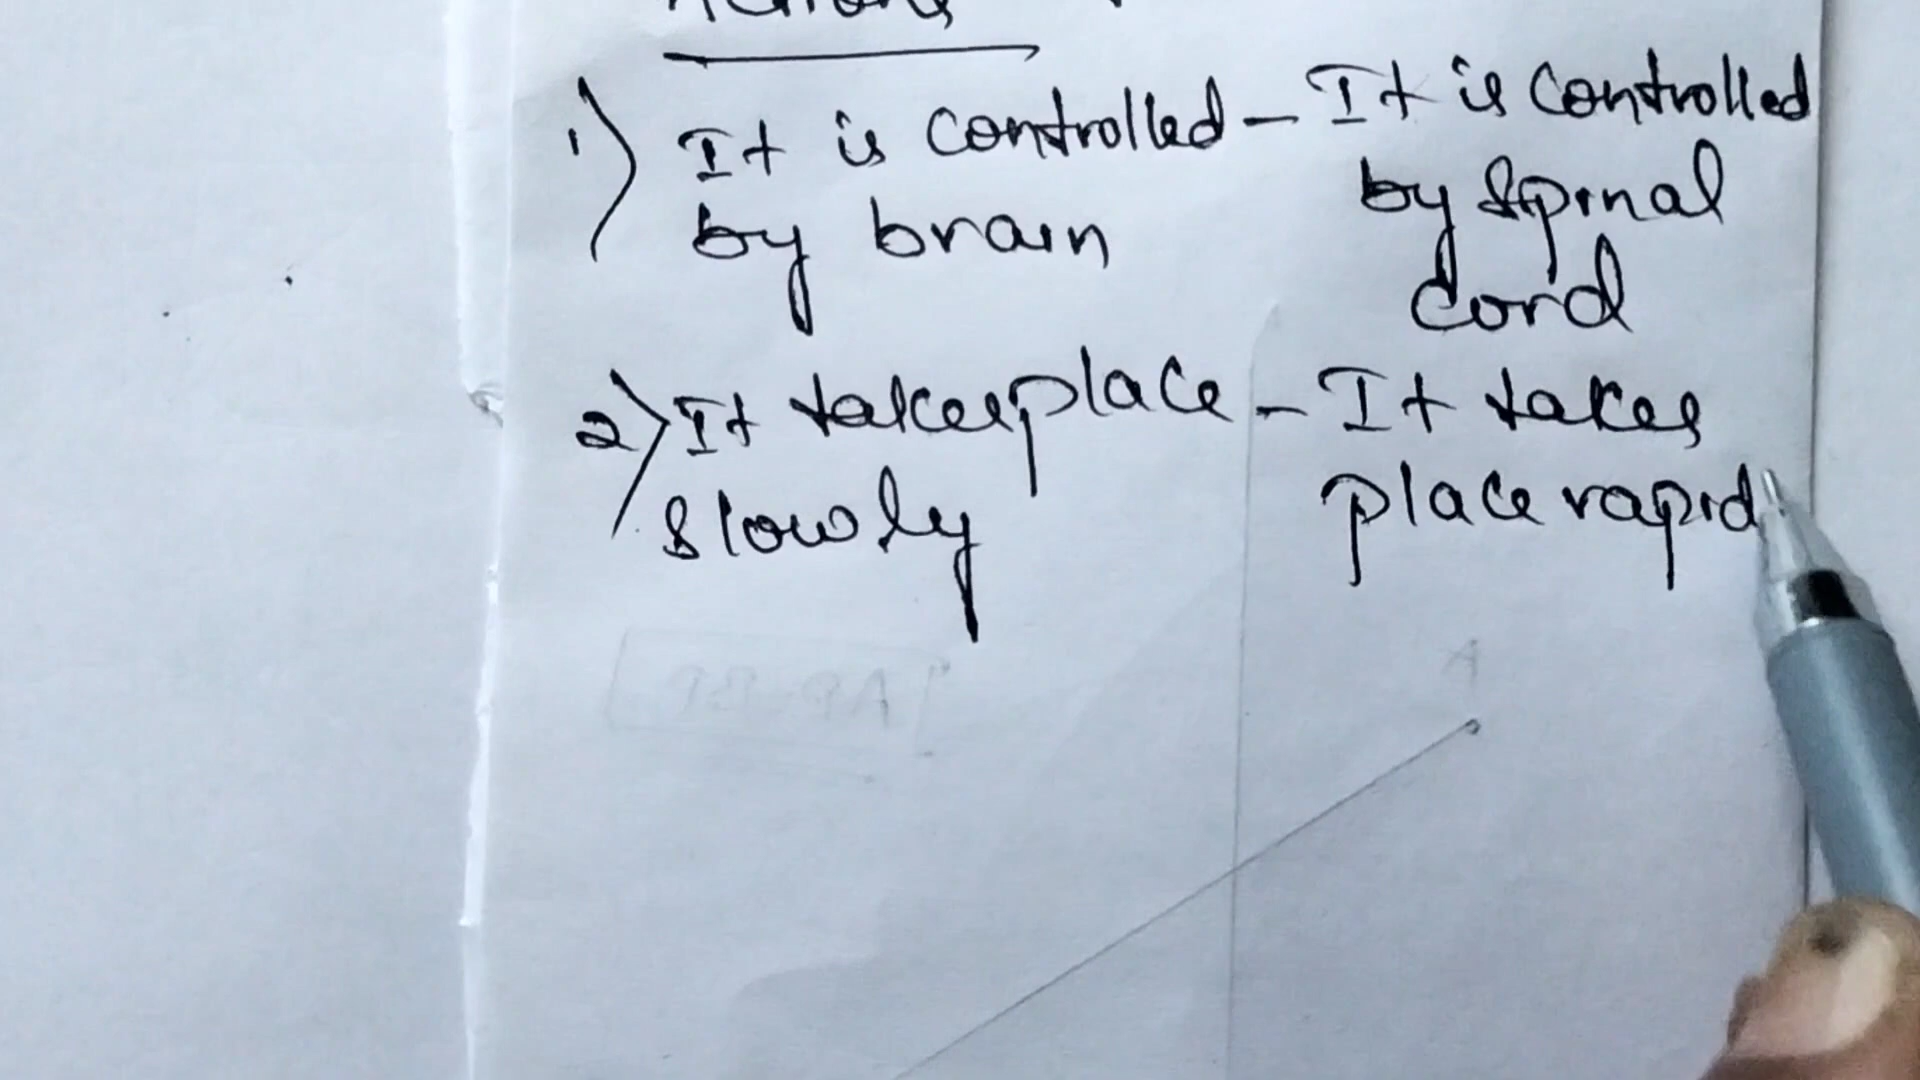 Actions
1) It is controlled - It is controlled
by brain by spinal
cord
2) It takes place - It takes
slowly place rapid
A